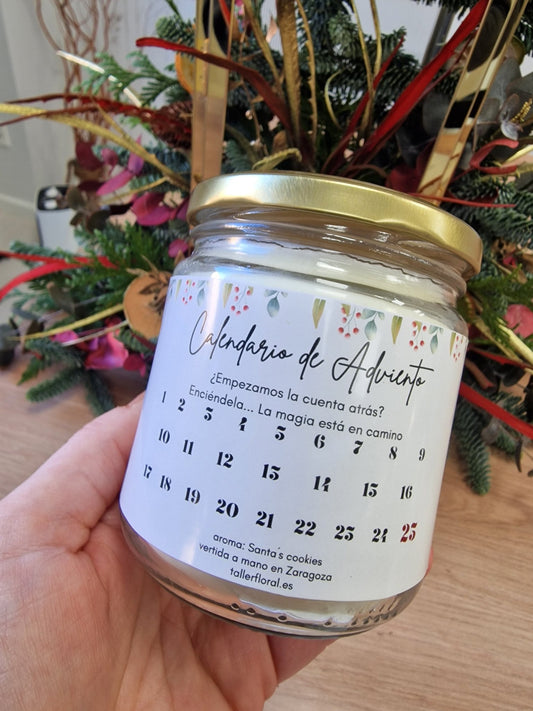 Calendario de Adviento
¿Empezamos la cuenta atrás?
Enciéndela... La magia está en camino
1 2 3 4 5 6 7 8 9
10 11 12 13 14 15 16
17 18 19 20 21 22 23 24 25
aroma: Santa´s cookies
vertida a mano en Zaragoza
tallerfloral.es